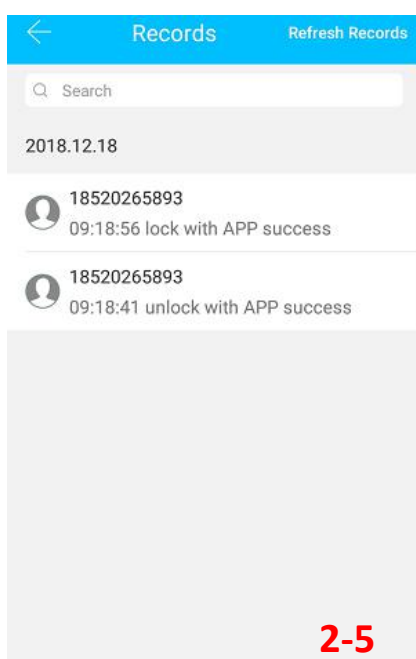 Records
Refresh Records
Search
2018.12.18
18520265893
09:18:56 lock with APP success
18520265893
09:18:41 unlock with APP success
2-5